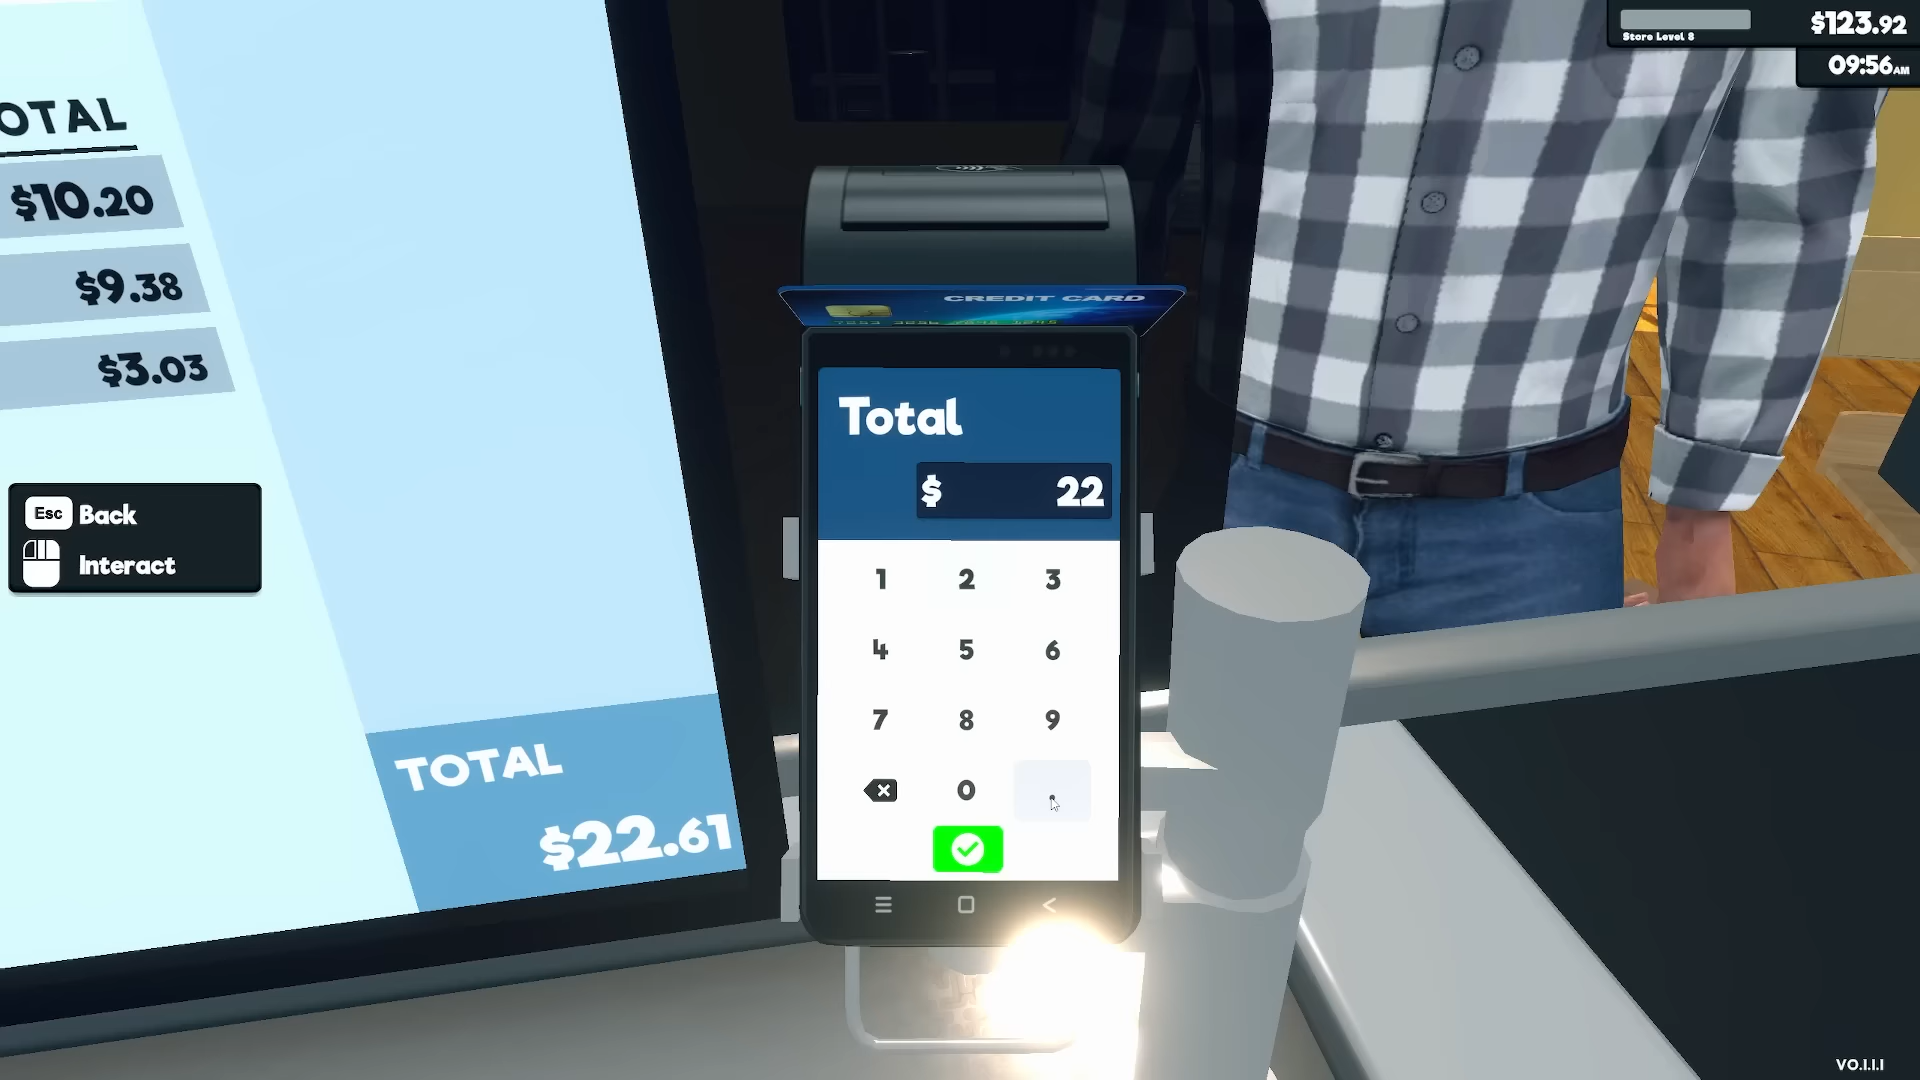 $123.92
Store Level 8
09:56AM
OTAL
$10.20
$9.38
$3.03
CREDIT CARD
Total
$ 22
1 2 3
4 5 6
7 8 9
0 .
Esc Back
Interact
TOTAL
$22.61
V0.1.1.1